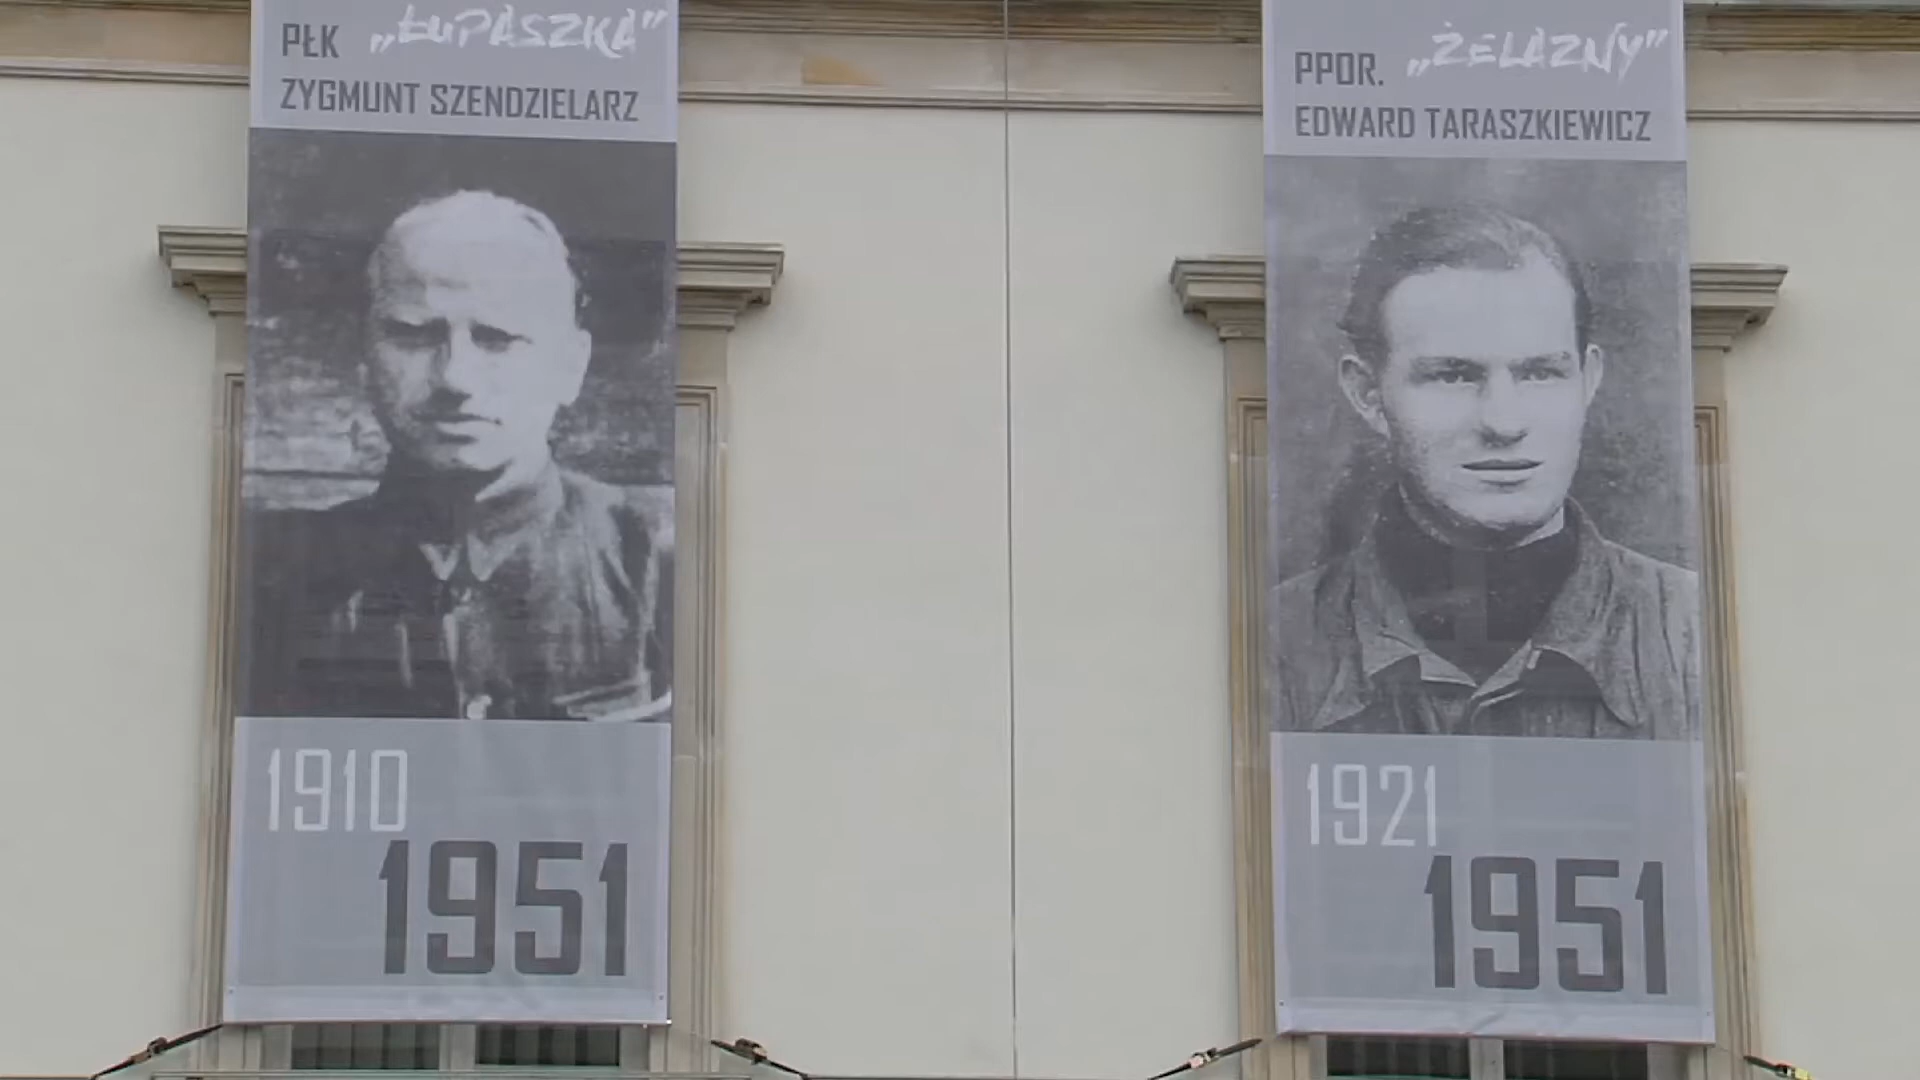 PŁK „ŁUPASZKA”
ZYGMUNT SZENDZIELARZ
1910
1951
PPOR. „ŻELAZNY”
EDWARD TARASZKIEWICZ
1921
1951